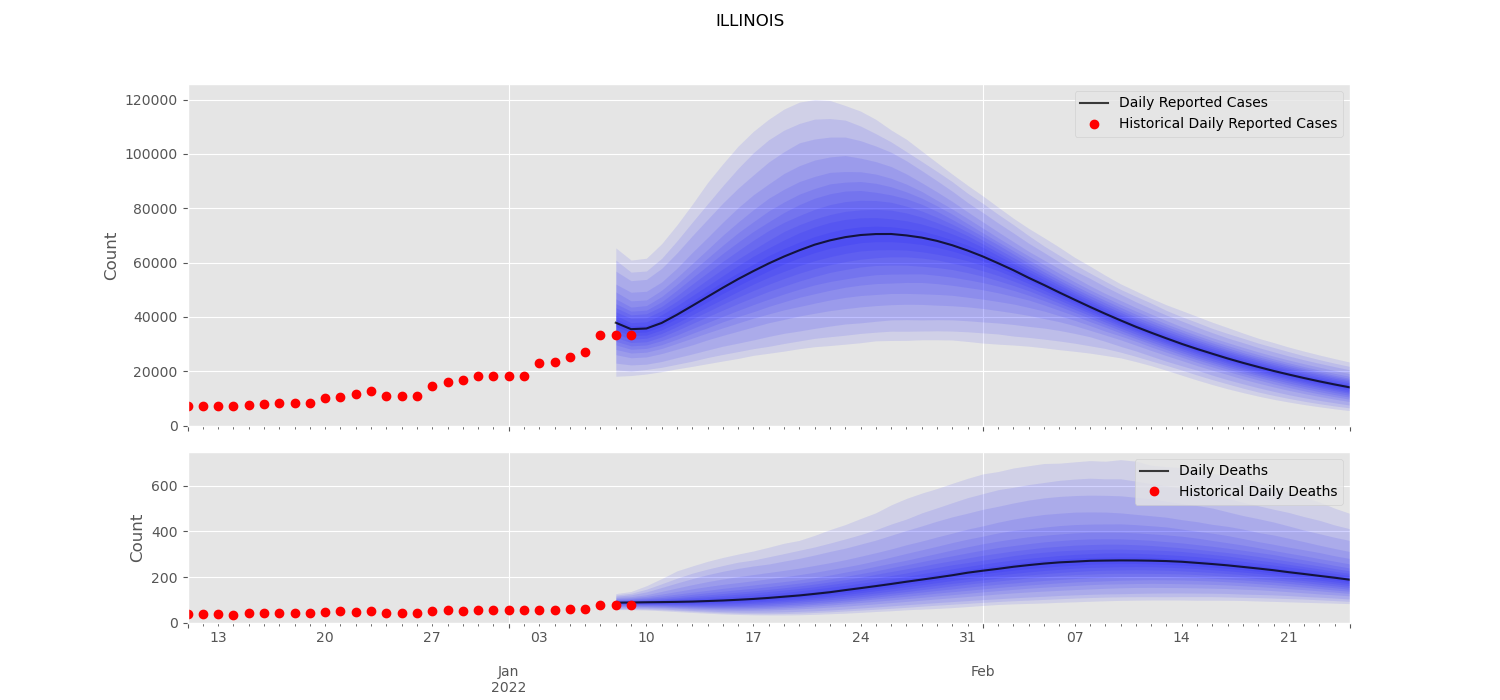 ILLINOIS
120000
100000
80000
60000
40000
20000
0
Count
Daily Reported Cases
Historical Daily Reported Cases
600
400
200
0
Count
Daily Deaths
Historical Daily Deaths
13 20 27 03 10 17 24 31 07 14 21
Jan Feb
2022